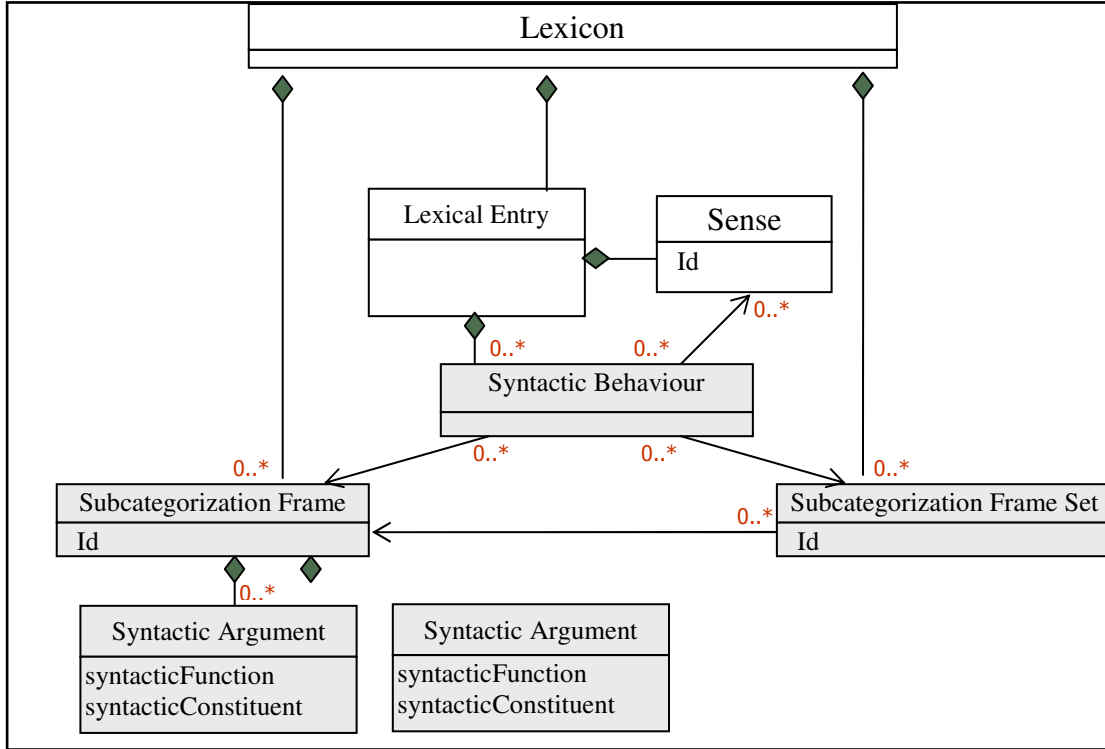 Lexicon
Lexical Entry
Sense
Id
0..*
0..*
0..*
Syntactic Behaviour
0..*
0..*
0..*
0..*
Subcategorization Frame
Id
Subcategorization Frame Set
Id
0..*
0..*
Syntactic Argument
syntacticFunction
syntacticConstituent
Syntactic Argument
syntacticFunction
syntacticConstituent